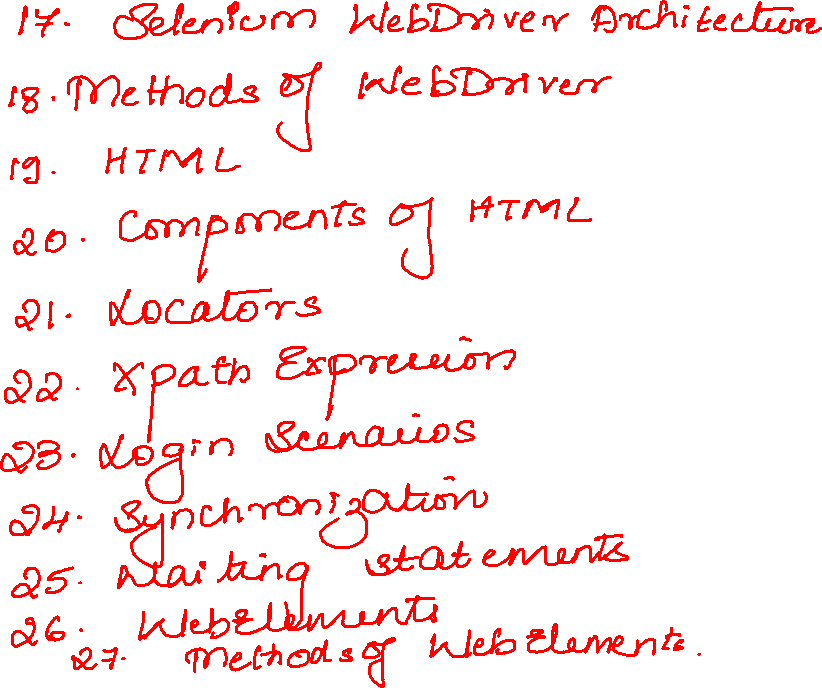 17. Selenium WebDriver Architecture
18. Methods of WebDriver
19. HTML
20. Components of HTML
21. Locators
22. Xpath Expression
23. Login Scenarios
24. Synchronization
25. Waiting statements
26. WebElements
27. Methods of WebElements.